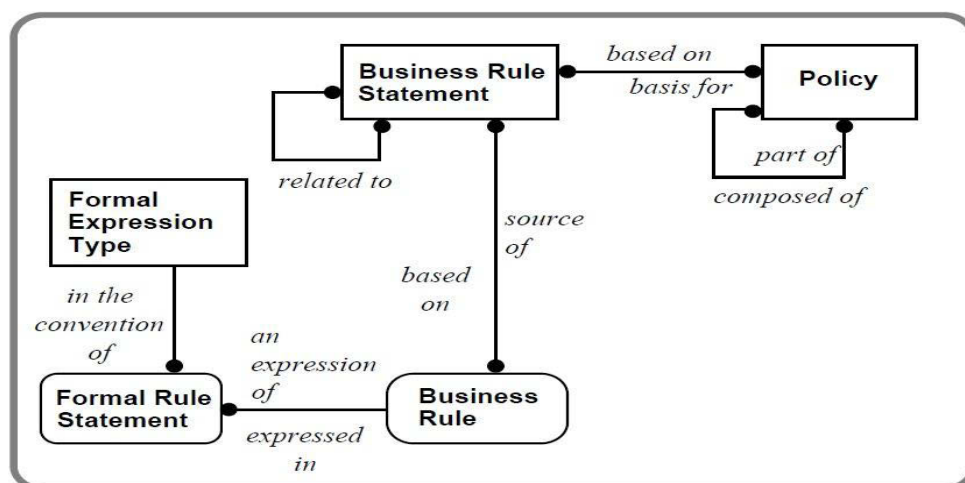 Business Rule
Statement
based on
basis for
Policy
part of
composed of
related to
Formal
Expression
Type
source
of
based
on
in the
convention
of
an
expression
of
Formal Rule
Statement
Business
Rule
expressed
in